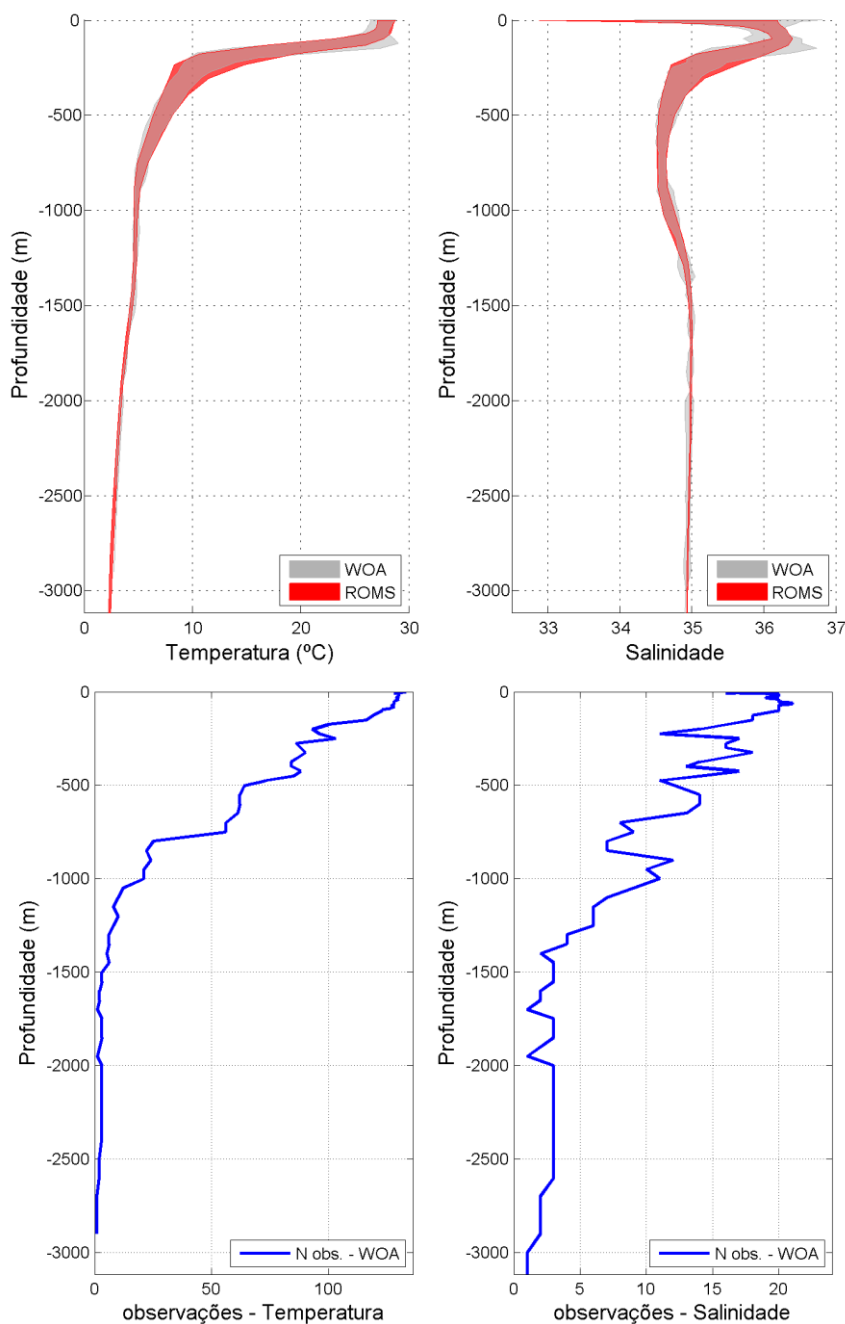 0
-500
-1000
-1500
-2000
-2500
-3000
Profundidade (m)
WOA
ROMS
0 10 20 30
Temperatura (ºC)
0
-500
-1000
-1500
-2000
-2500
-3000
Profundidade (m)
WOA
ROMS
33 34 35 36 37
Salinidade
0
-500
-1000
-1500
-2000
-2500
-3000
Profundidade (m)
N obs. - WOA
0 50 100
observações - Temperatura
0
-500
-1000
-1500
-2000
-2500
-3000
Profundidade (m)
N obs. - WOA
0 5 10 15 20
observações - Salinidade